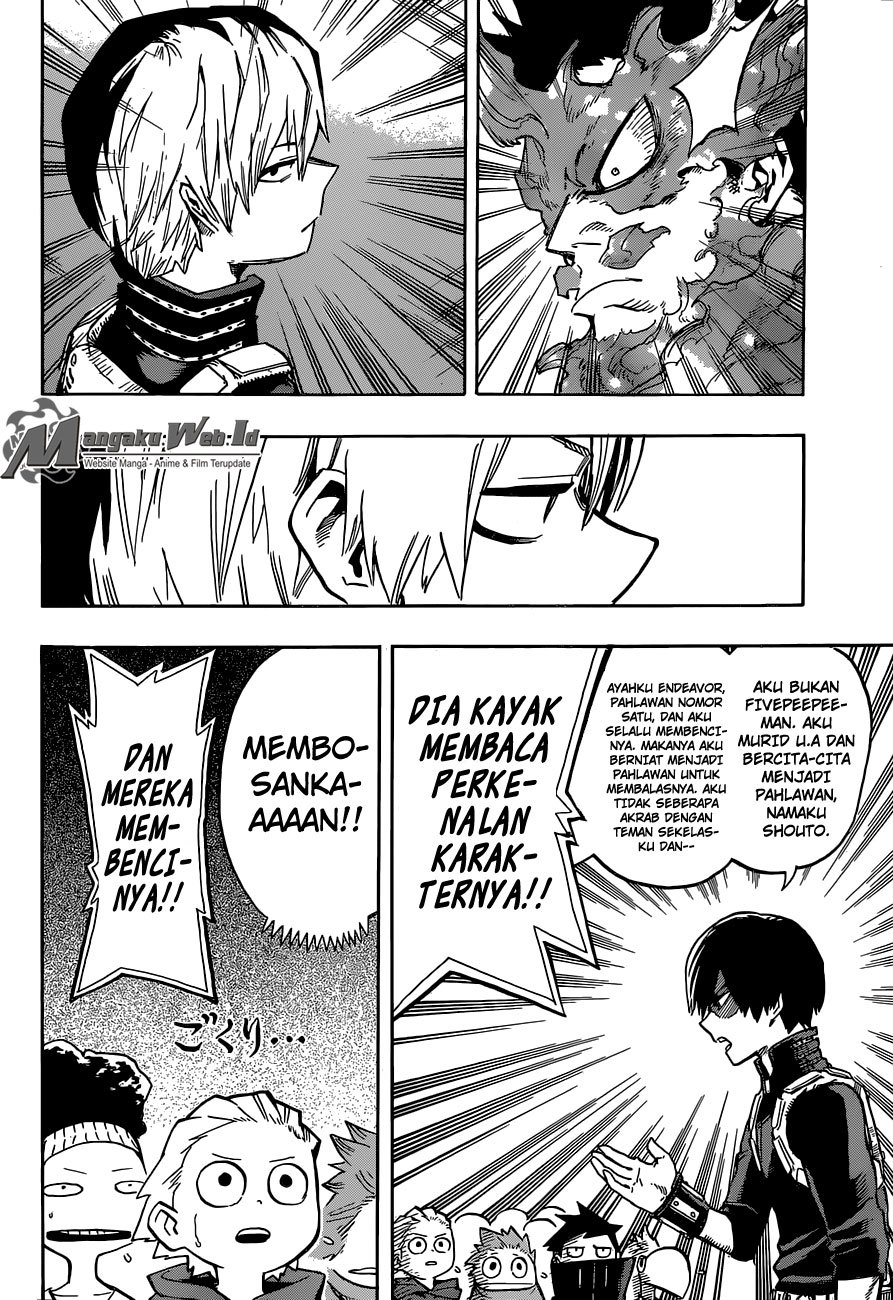 Mangaku.Web.Id
Website Manga - Anime & Film Terupdate
AKU BUKAN
FIVEPEEPEE-
MAN. AKU
MURID U.A DAN
BERCITA-CITA
MENJADI
PAHLAWAN,
NAMAKU
SHOUTO.
AYAHKU ENDEAVOR,
PAHLAWAN NOMOR
SATU, DAN AKU
SELALU MEMBENCI-
NYA. MAKANYA AKU
BERNIAT MENJADI
PAHLAWAN UNTUK
MEMBALASNYA. AKU
TIDAK SEBERAPA
AKRAB DENGAN
TEMAN SEKELAS-
KU DAN--
DIA KAYAK
MEMBACA
PERKE-
NALAN
KARAK-
TERNYA!!
MEMBO-
SANKA-
AAAAN!!
DAN
MEREKA
MEM-
BENCI-
NYA!!
ごくり…